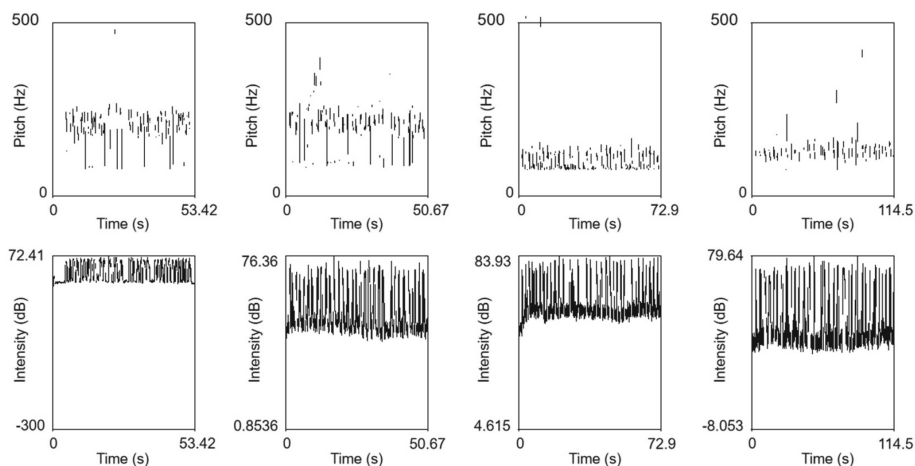 500
Pitch (Hz)
0
0
53.42
Time (s)
500
Pitch (Hz)
0
0
50.67
Time (s)
500
Pitch (Hz)
0
0
72.9
Time (s)
500
Pitch (Hz)
0
0
114.5
Time (s)
72.41
Intensity (dB)
-300
0
53.42
Time (s)
76.36
Intensity (dB)
0.8536
0
50.67
Time (s)
83.93
Intensity (dB)
4.615
0
72.9
Time (s)
79.64
Intensity (dB)
-8.053
0
114.5
Time (s)